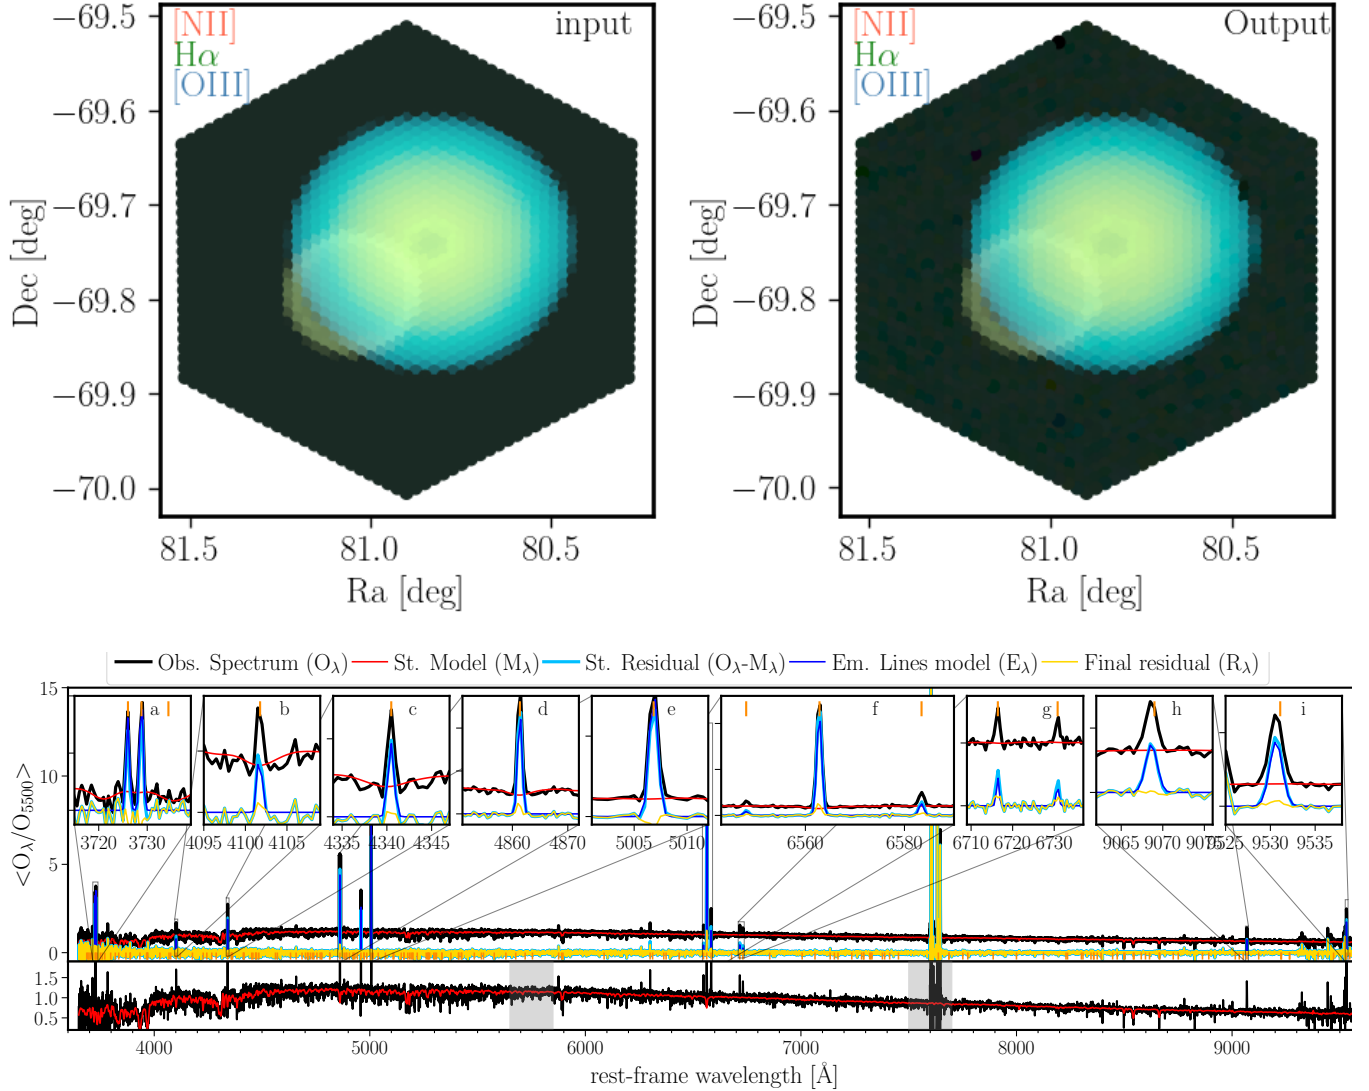 [NII]
Hα
[OIII]
input
−69.5
−69.6
−69.7
−69.8
−69.9
−70.0
Dec [deg]
81.5 81.0 80.5
Ra [deg]
[NII]
Hα
[OIII]
Output
−69.5
−69.6
−69.7
−69.8
−69.9
−70.0
Dec [deg]
81.5 81.0 80.5
Ra [deg]
Obs. Spectrum (Oλ) St. Model (Mλ) St. Residual (Oλ-Mλ) Em. Lines model (Eλ) Final residual (Rλ)
15
10
5
0
<Oλ/O5500>
a b c d e f g h i
3720 3730 4095 4100 4105 4335 4340 4345 4860 4870 5005 5010 6560 6580 6710 6720 6730 9065 9070 9075 9525 9530 9535
1.5
1.0
0.5
4000 5000 6000 7000 8000 9000
rest-frame wavelength [Å]